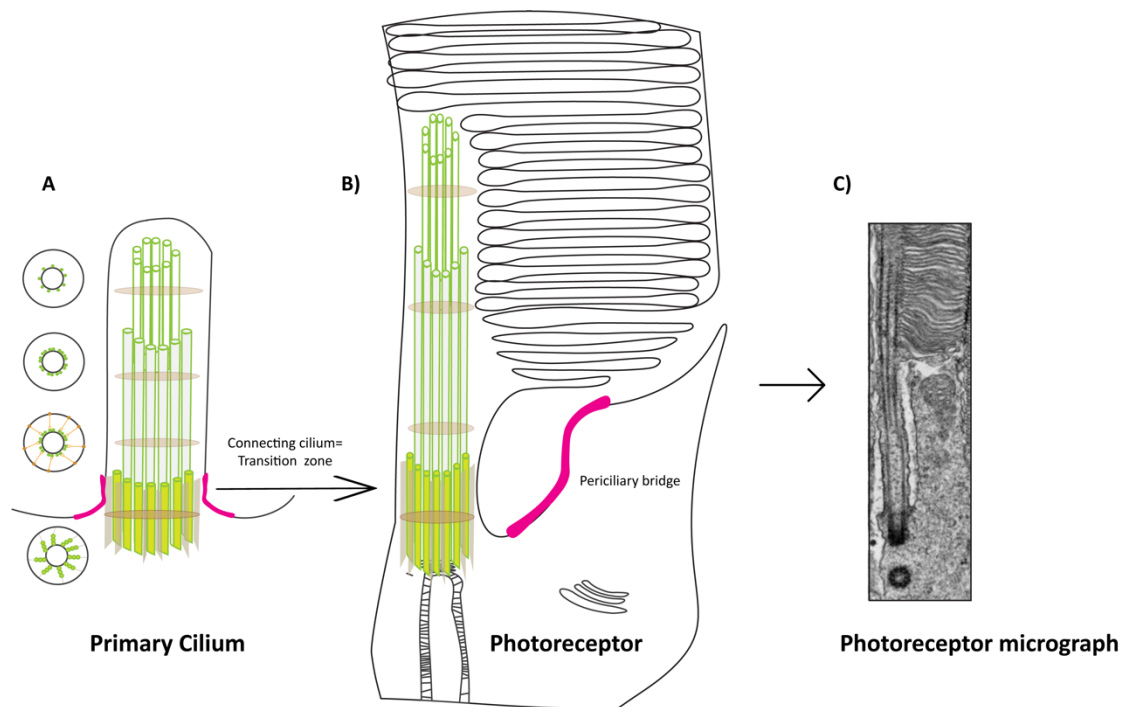 A
B)
C)
Connecting cilium=
Transition zone
Periciliary bridge
Primary Cilium
Photoreceptor
Photoreceptor micrograph